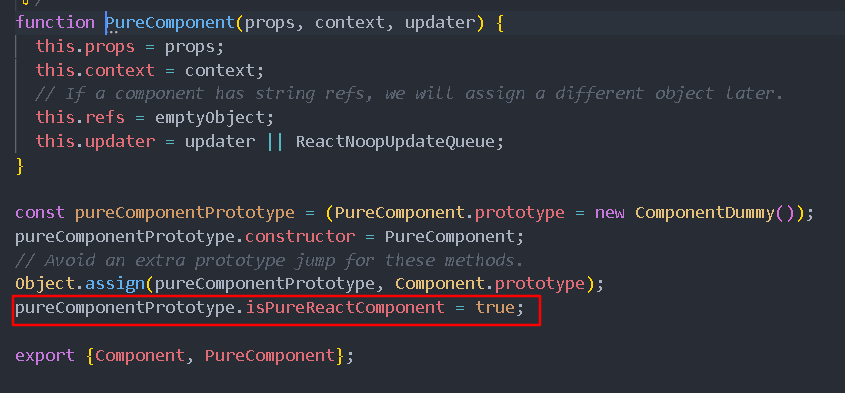 */
function PureComponent(props, context, updater) {
this.props = props;
this.context = context;
// If a component has string refs, we will assign a different object later.
this.refs = emptyObject;
this.updater = updater || ReactNoopUpdateQueue;
}
const pureComponentPrototype = (PureComponent.prototype = new ComponentDummy());
pureComponentPrototype.constructor = PureComponent;
// Avoid an extra prototype jump for these methods.
Object.assign(pureComponentPrototype, Component.prototype);
pureComponentPrototype.isPureReactComponent = true;
export {Component, PureComponent};